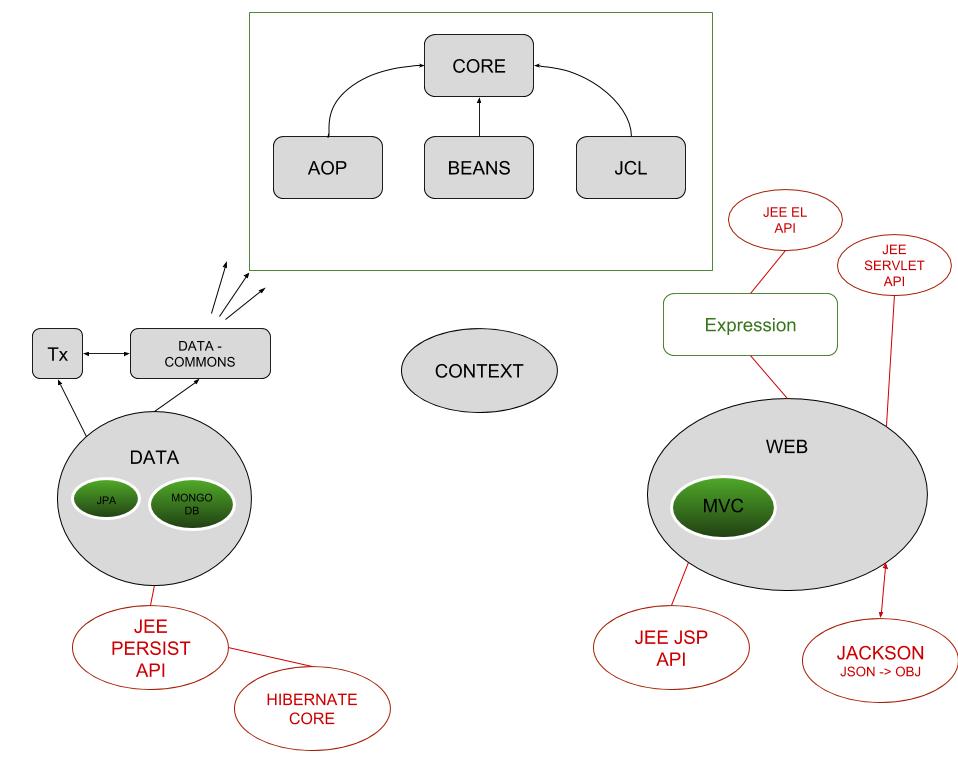 CORE
AOP
BEANS
JCL
JEE EL
API
JEE
SERVLET
API
Expression
Tx
DATA -
COMMONS
CONTEXT
DATA
JPA
MONGO
DB
WEB
MVC
JEE
PERSIST
API
HIBERNATE
CORE
JEE JSP
API
JACKSON
JSON -> OBJ